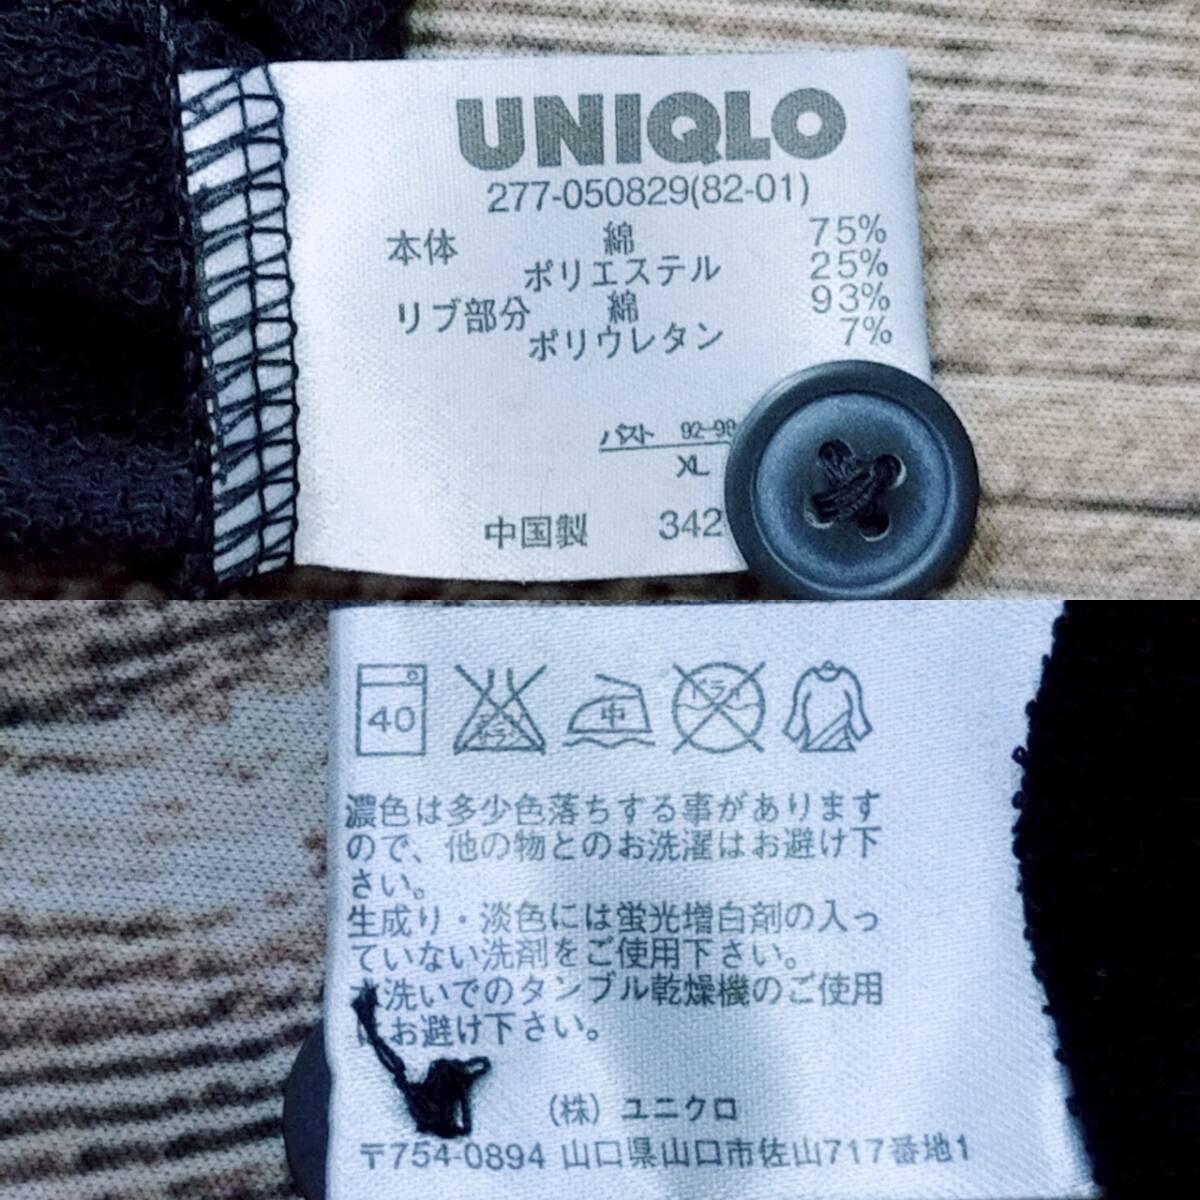 UNIQLO
277-050829(82-01)
本体 綿 75%
ポリエステル 25%
リブ部分 綿 93%
ポリウレタン 7%
バスト 92-98
XL
中国製 342
40 中 ドライ
濃色は多少色落ちする事があります
ので、他の物とのお洗濯はお避け下
さい。
生成り・淡色には蛍光増白剤の入っ
ていない洗剤をご使用下さい。
水洗いでのタンブル乾燥機のご使用
はお避け下さい。
(株) ユニクロ
〒754-0894 山口県山口市佐山717番地1